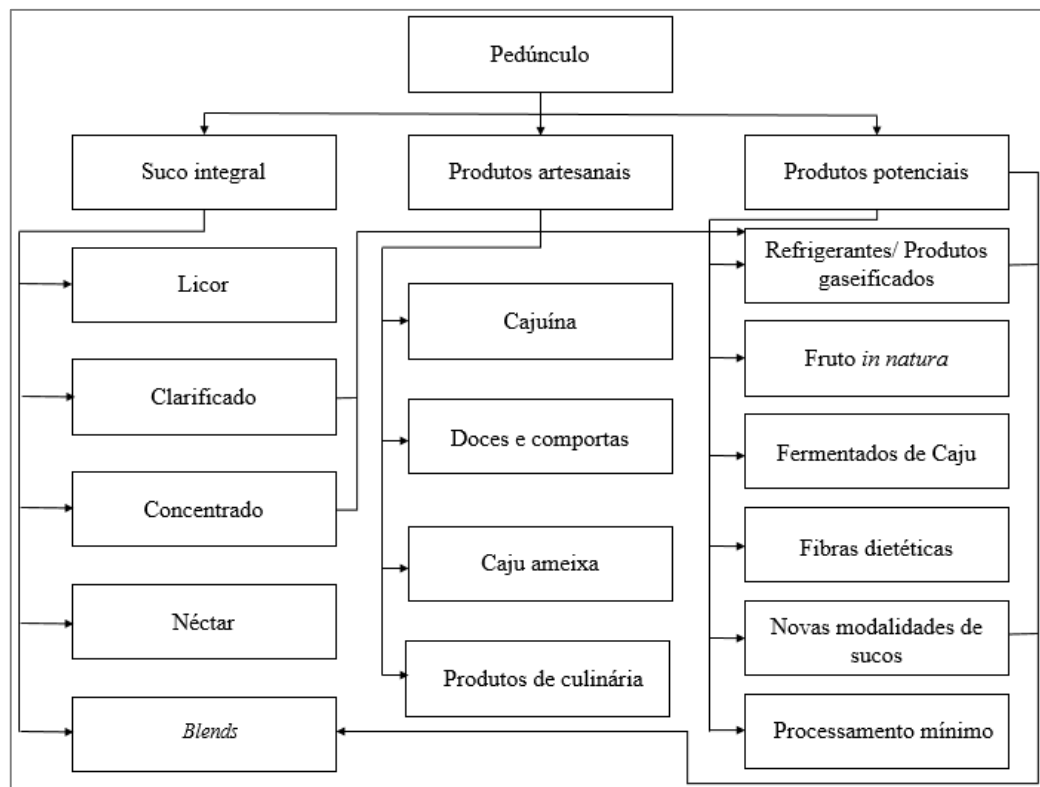 Pedúnculo
Suco integral
Produtos artesanais
Produtos potenciais
Licor
Clarificado
Concentrado
Néctar
Blends
Cajuína
Doces e comportas
Caju ameixa
Produtos de culinária
Refrigerantes/ Produtos
gaseificados
Fruto in natura
Fermentados de Caju
Fibras dietéticas
Novas modalidades de
sucos
Processamento mínimo